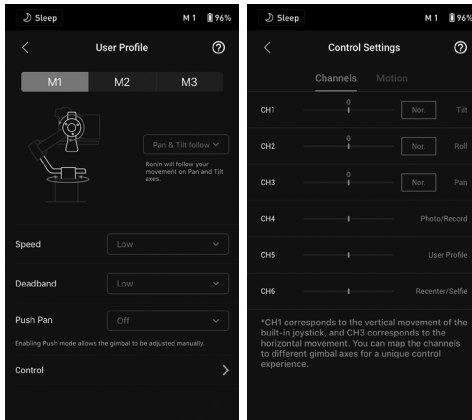 Sleep M 1 96%
User Profile
M1 M2 M3
Pan & Tilt follow
Ronin will follow your
movement on Pan and Tilt
axes.
Speed Low
Deadband Low
Push Pan Off
Enabling Push mode allows the gimbal to be adjusted manually.
Control
Sleep M 1 96%
Control Settings
Channels Motion
CH1 0 Nor. Tilt
CH2 0 Nor. Roll
CH3 0 Nor. Pan
CH4 Photo/Record
CH5 User Profile
CH6 Recenter/Selfie
*CH1 corresponds to the vertical movement of the
built-in joystick, and CH3 corresponds to the
horizontal movement. You can map the channels
to different gimbal axes for a unique control
experience.